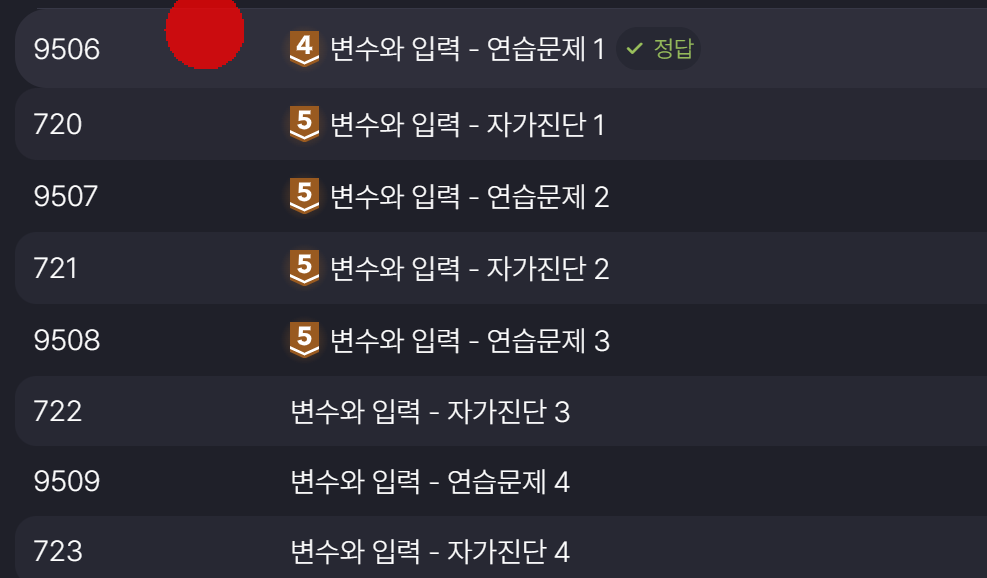 9506 4 변수와 입력 - 연습문제 1 정답
720 5 변수와 입력 - 자가진단 1
9507 5 변수와 입력 - 연습문제 2
721 5 변수와 입력 - 자가진단 2
9508 5 변수와 입력 - 연습문제 3
722 변수와 입력 - 자가진단 3
9509 변수와 입력 - 연습문제 4
723 변수와 입력 - 자가진단 4